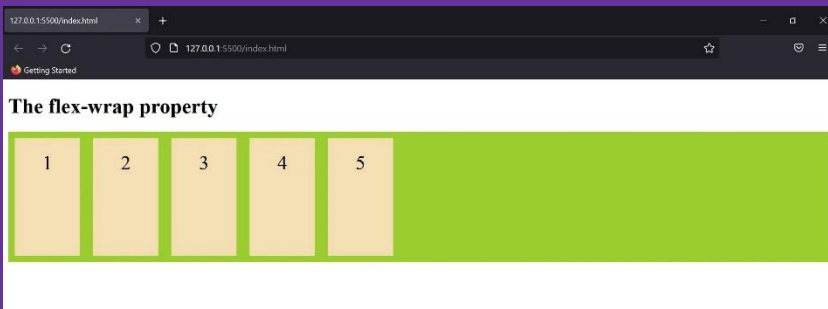 127.0.0.1:5500/index.html
127.0.0.1:5500/index.html
Getting Started
The flex-wrap property
1 2 3 4 5